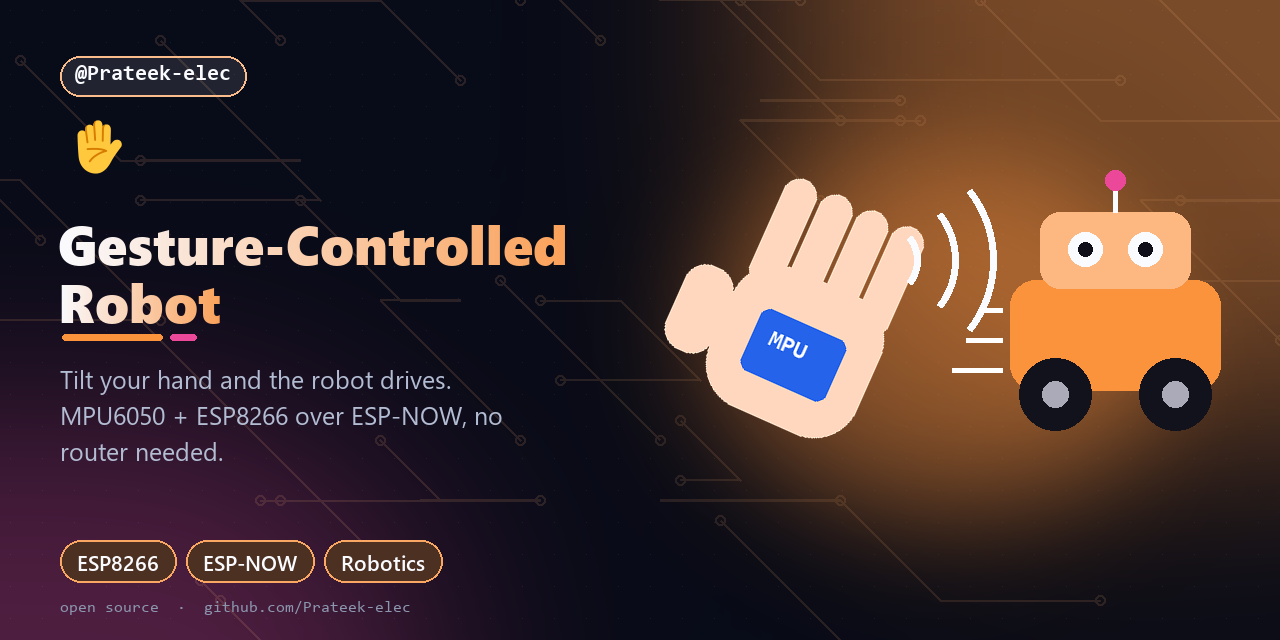 @Prateek-elec
Gesture-Controlled
Robot
Tilt your hand and the robot drives.
MPU6050 + ESP8266 over ESP-NOW, no
router needed.
MPU
ESP8266 ESP-NOW Robotics
open source · github.com/Prateek-elec